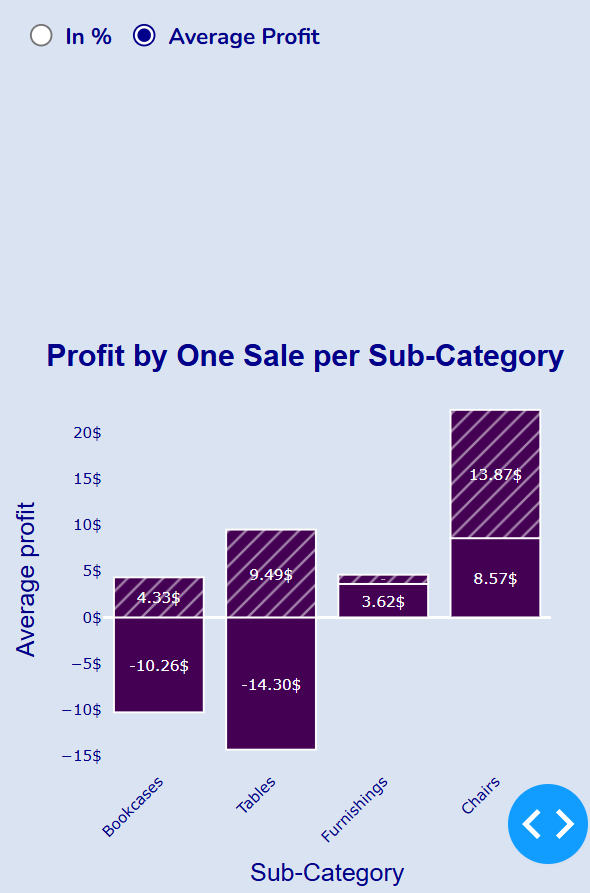 In % Average Profit
Profit by One Sale per Sub-Category
Average profit
20$
15$
10$
5$
0$
−5$
−10$
−15$
13.87$
8.57$
9.49$
4.33$
-
3.62$
-10.26$
-14.30$
Bookcases
Tables
Furnishings
Chairs
Sub-Category